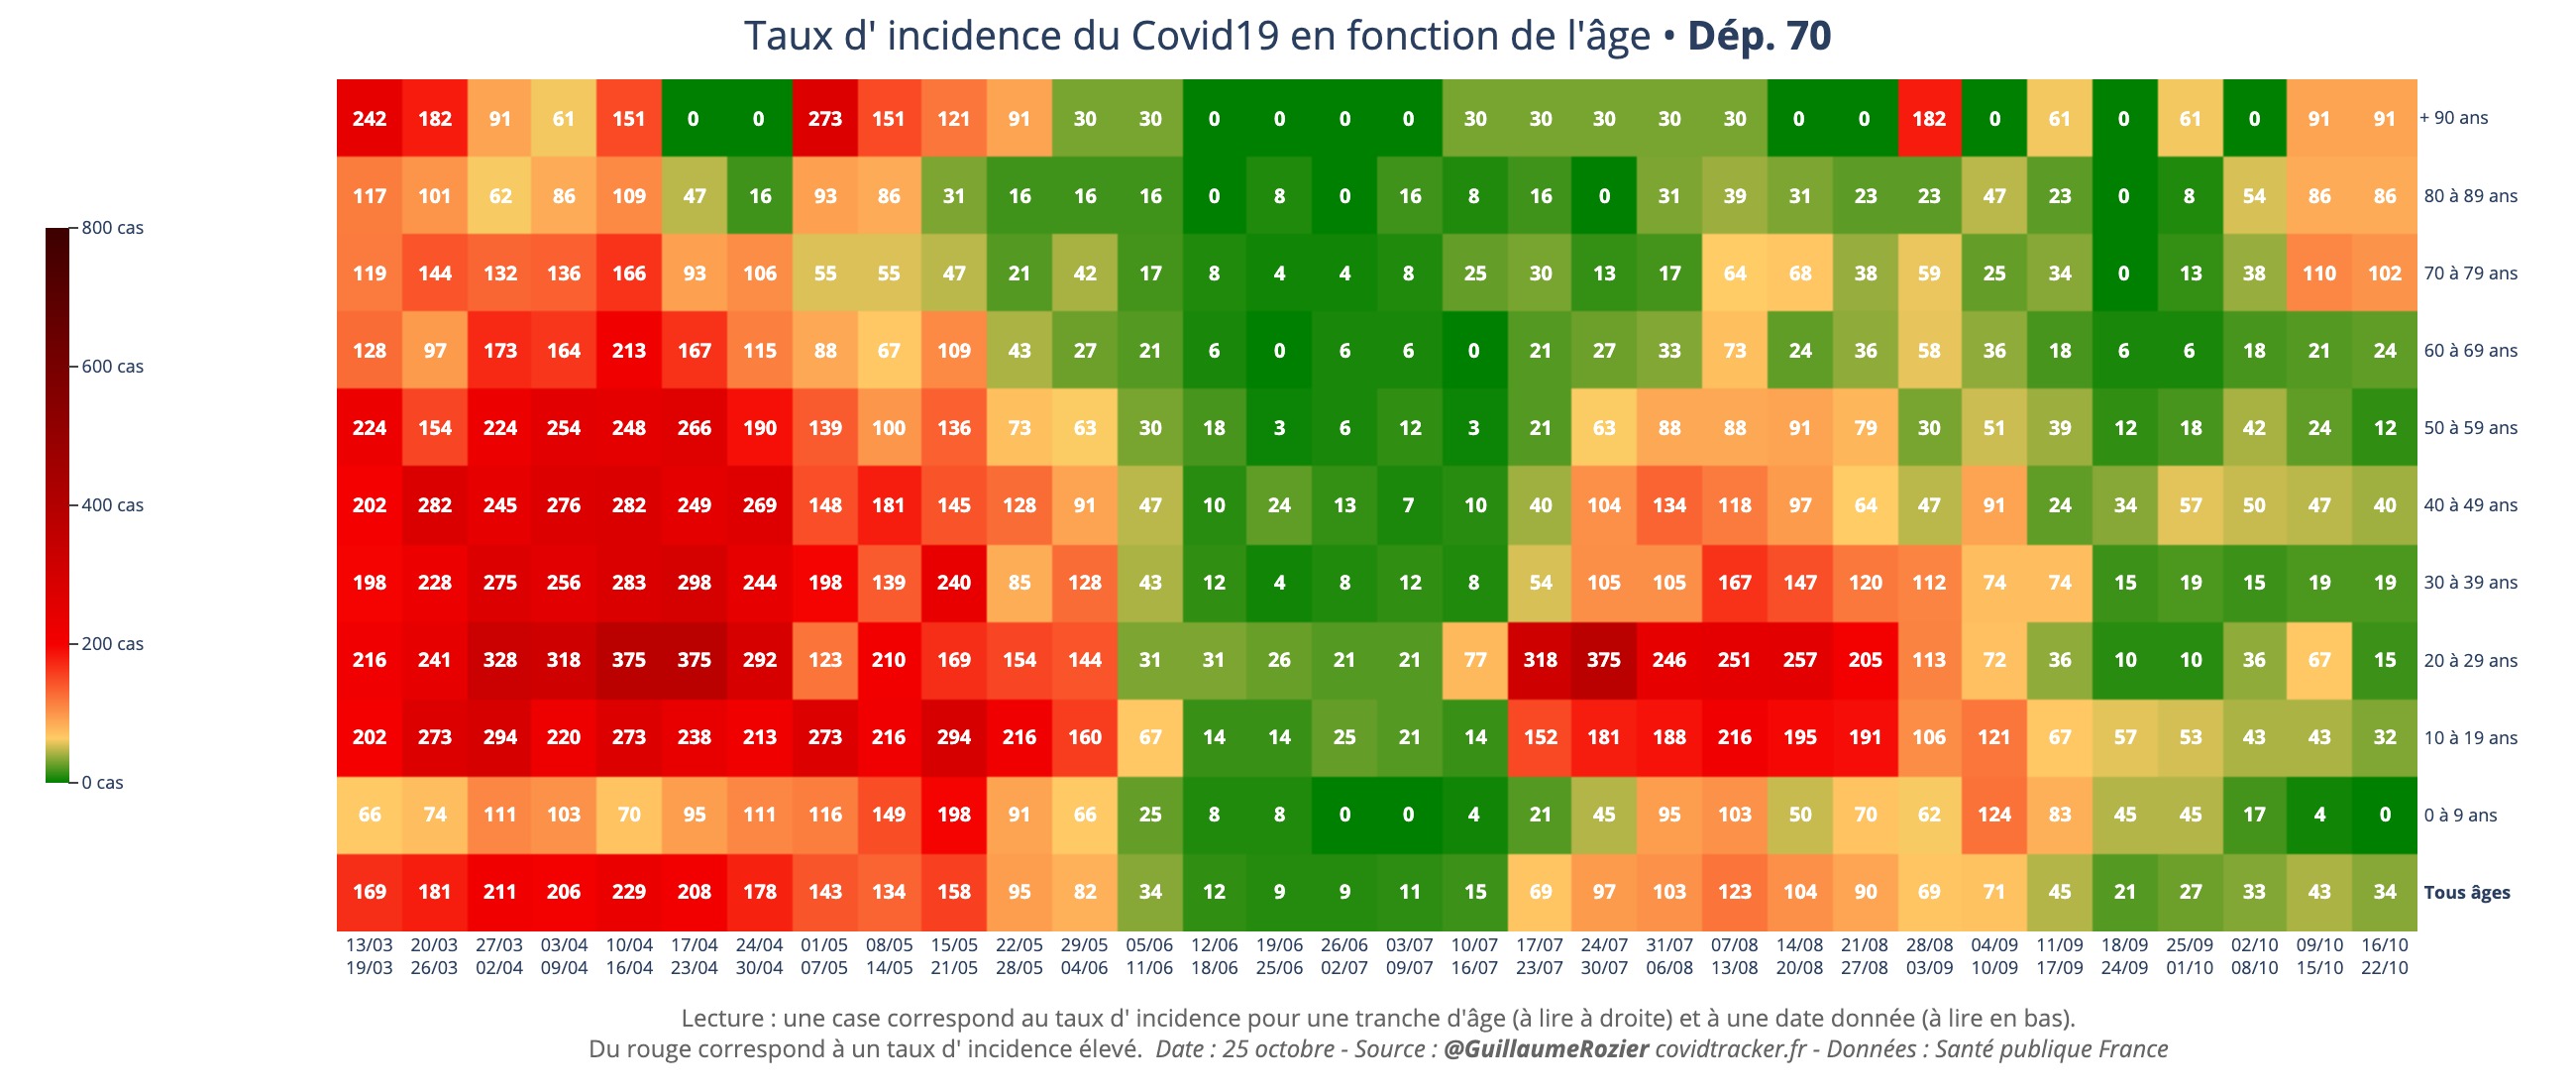 Taux d' incidence du Covid19 en fonction de l'âge • Dép. 70
800 cas
600 cas
400 cas
200 cas
0 cas
242 182 91 61 151 0 0 273 151 121 91 30 30 0 0 0 0 30 30 30 30 30 0 0 182 0 61 0 61 0 91 91 + 90 ans
117 101 62 86 109 47 16 93 86 31 16 16 16 0 8 0 16 8 16 0 31 39 31 23 23 47 23 0 8 54 86 86 80 à 89 ans
119 144 132 136 166 93 106 55 55 47 21 42 17 8 4 4 8 25 30 13 17 64 68 38 59 25 34 0 13 38 110 102 70 à 79 ans
128 97 173 164 213 167 115 88 67 109 43 27 21 6 0 6 6 0 21 27 33 73 24 36 58 36 18 6 6 18 21 24 60 à 69 ans
224 154 224 254 248 266 190 139 100 136 73 63 30 18 3 6 12 3 21 63 88 88 91 79 30 51 39 12 18 42 24 12 50 à 59 ans
202 282 245 276 282 249 269 148 181 145 128 91 47 10 24 13 7 10 40 104 134 118 97 64 47 91 24 34 57 50 47 40 40 à 49 ans
198 228 275 256 283 298 244 198 139 240 85 128 43 12 4 8 12 8 54 105 105 167 147 120 112 74 74 15 19 15 19 19 30 à 39 ans
216 241 328 318 375 375 292 123 210 169 154 144 31 31 26 21 21 77 318 375 246 251 257 205 113 72 36 10 10 36 67 15 20 à 29 ans
202 273 294 220 273 238 213 273 216 294 216 160 67 14 14 25 21 14 152 181 188 216 195 191 106 121 67 57 53 43 43 32 10 à 19 ans
66 74 111 103 70 95 111 116 149 198 91 66 25 8 8 0 0 4 21 45 95 103 50 70 62 124 83 45 45 17 4 0 0 à 9 ans
169 181 211 206 229 208 178 143 134 158 95 82 34 12 9 9 11 15 69 97 103 123 104 90 69 71 45 21 27 33 43 34 Tous âges
13/03 20/03 27/03 03/04 10/04 17/04 24/04 01/05 08/05 15/05 22/05 29/05 05/06 12/06 19/06 26/06 03/07 10/07 17/07 24/07 31/07 07/08 14/08 21/08 28/08 04/09 11/09 18/09 25/09 02/10 09/10 16/10
19/03 26/03 02/04 09/04 16/04 23/04 30/04 07/05 14/05 21/05 28/05 04/06 11/06 18/06 25/06 02/07 09/07 16/07 23/07 30/07 06/08 13/08 20/08 27/08 03/09 10/09 17/09 24/09 01/10 08/10 15/10 22/10
Lecture : une case correspond au taux d' incidence pour une tranche d'âge (à lire à droite) et à une date donnée (à lire en bas).
Du rouge correspond à un taux d' incidence élevé. Date : 25 octobre - Source : @GuillaumeRozier covidtracker.fr - Données : Santé publique France